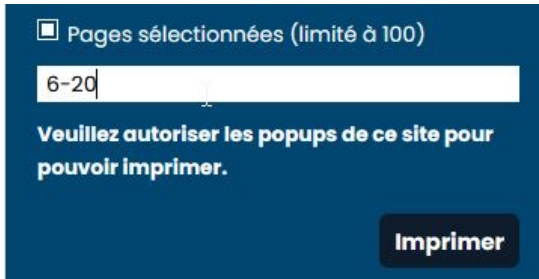 Pages sélectionnées (limité à 100)
6-20
Veuillez autoriser les popups de ce site pour
pouvoir imprimer.
Imprimer